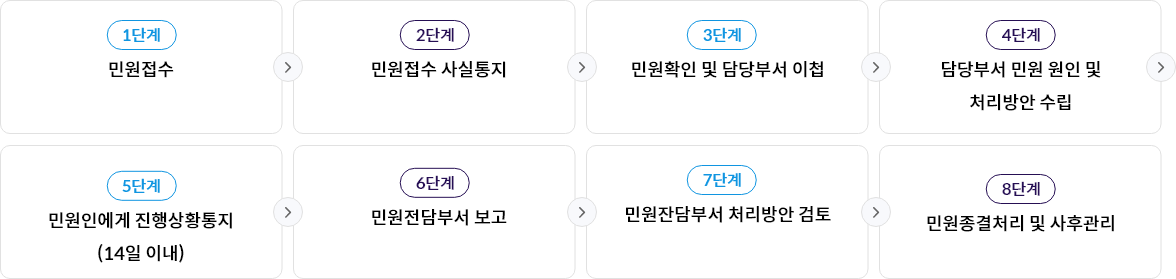 1단계
민원접수
2단계
민원접수 사실통지
3단계
민원확인 및 담당부서 이첩
4단계
담당부서 민원 원인 및
처리방안 수립
5단계
민원인에게 진행상황통지
(14일 이내)
6단계
민원전담부서 보고
7단계
민원잔담부서 처리방안 검토
8단계
민원종결처리 및 사후관리